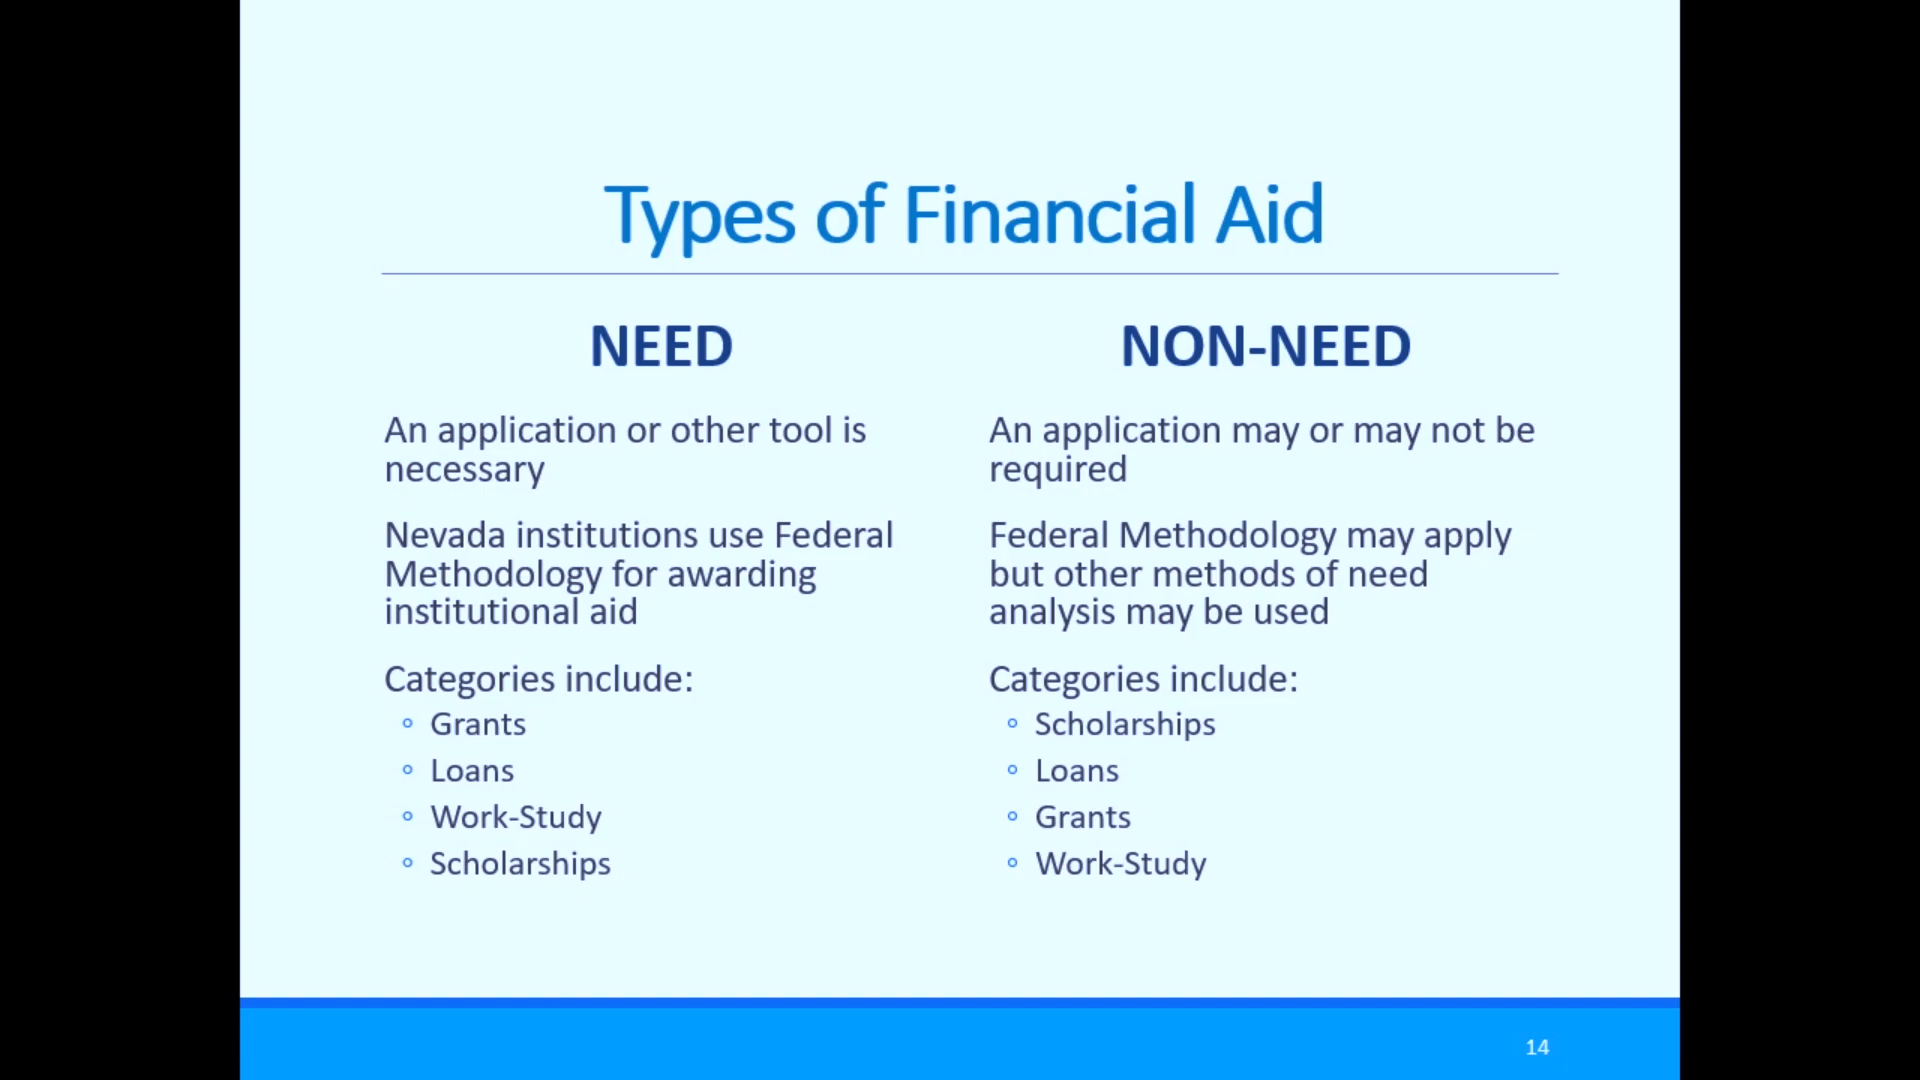 Types of Financial Aid
NEED
An application or other tool is
necessary
Nevada institutions use Federal
Methodology for awarding
institutional aid
Categories include:
Grants
Loans
Work-Study
Scholarships
NON-NEED
An application may or may not be
required
Federal Methodology may apply
but other methods of need
analysis may be used
Categories include:
Scholarships
Loans
Grants
Work-Study
14